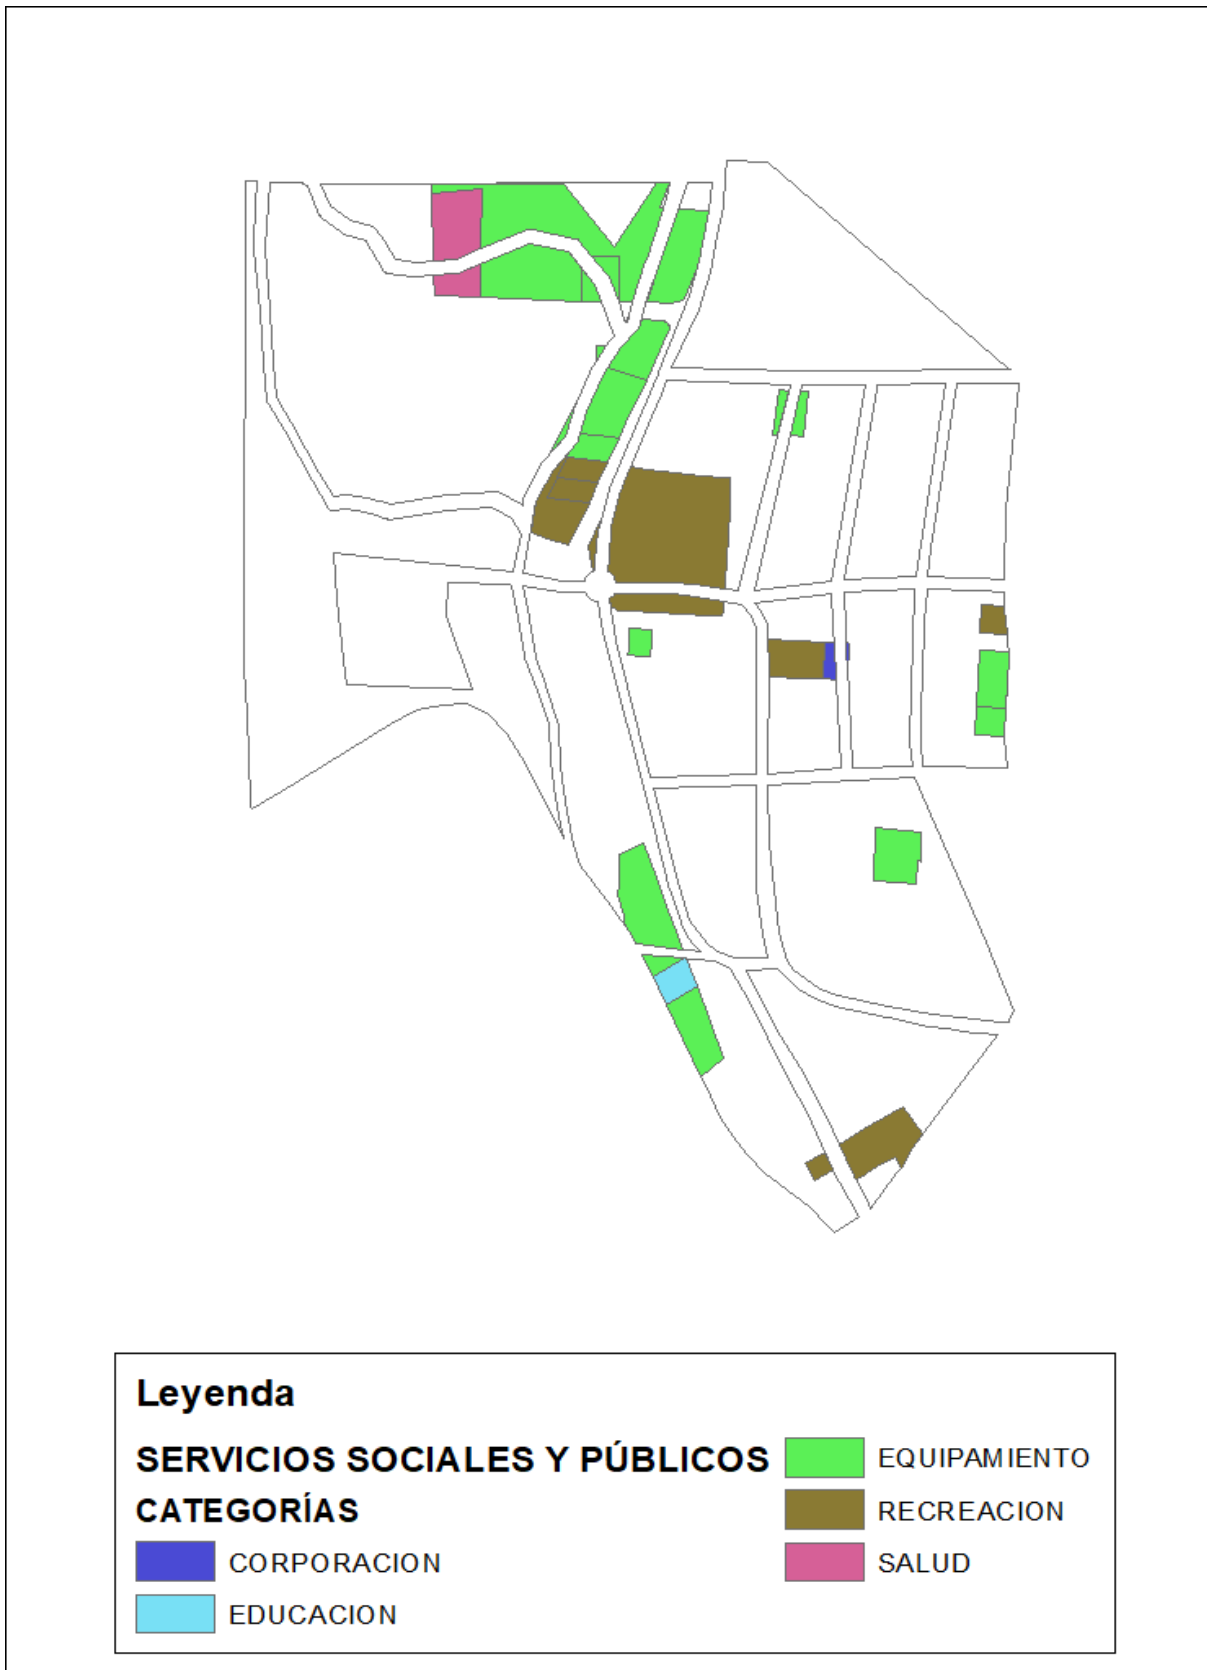 Leyenda
SERVICIOS SOCIALES Y PÚBLICOS
CATEGORÍAS
CORPORACION
EDUCACION
EQUIPAMIENTO
RECREACION
SALUD